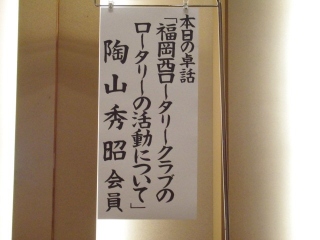 本日の卓話
「福岡西ロータリークラブの
ロータリーの活動について」
陶山秀昭会員